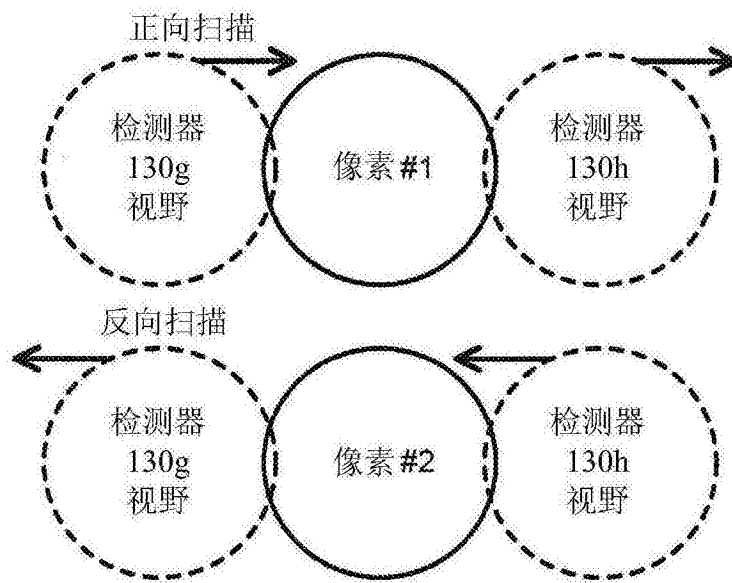 正向扫描
检测器
130g
视野
像素#1
检测器
130h
视野
反向扫描
检测器
130g
视野
像素#2
检测器
130h
视野